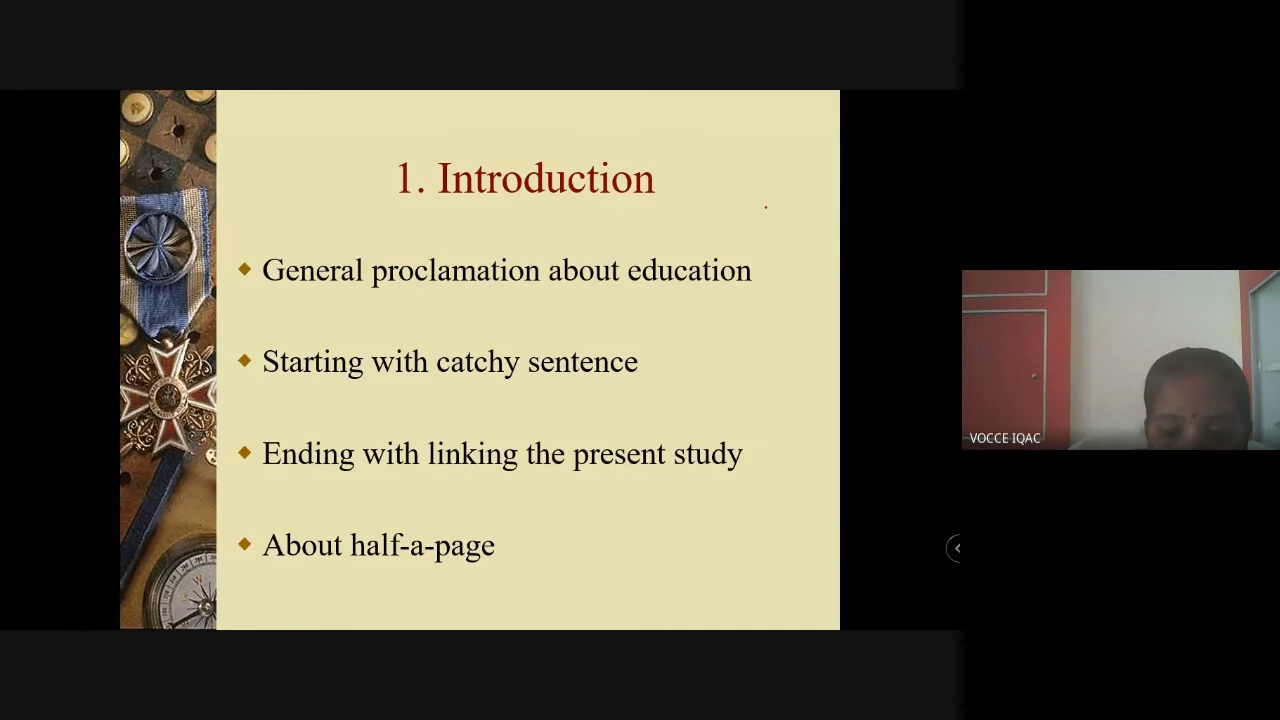 1. Introduction
General proclamation about education
Starting with catchy sentence
Ending with linking the present study
About half-a-page
VOCCE IQAC